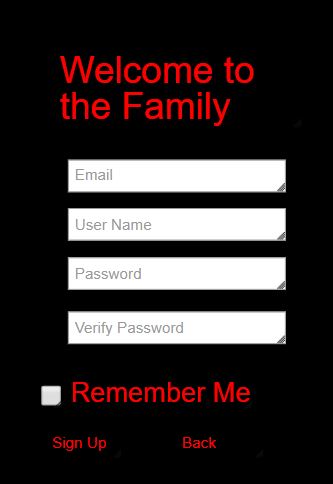 Welcome to
the Family
Email
User Name
Password
Verify Password
Remember Me
Sign Up Back